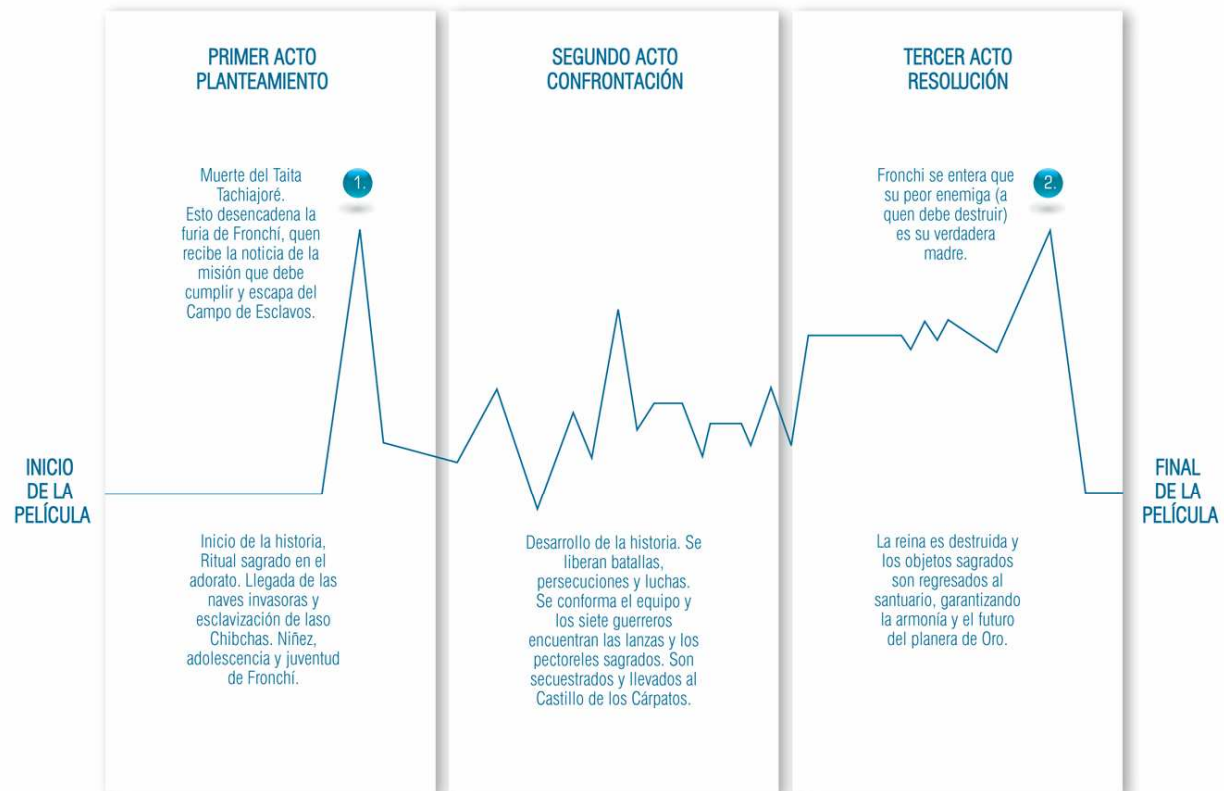 PRIMER ACTO
PLANTEAMIENTO
Muerte del Taita
Tachiajoré.
Esto desencadena la
furia de Fronchí, quen
recibe la noticia de la
misión que debe
cumplir y escapa del
Campo de Esclavos.
1.
SEGUNDO ACTO
CONFRONTACIÓN
TERCER ACTO
RESOLUCIÓN
Fronchi se entera que
su peor enemiga (a
quen debe destruir)
es su verdadera
madre.
2.
INICIO
DE LA
PELÍCULA
FINAL
DE LA
PELÍCULA
Inicio de la historia,
Ritual sagrado en el
adorato. Llegada de las
naves invasoras y
esclavización de laso
Chibchas. Niñez,
adolescencia y juventud
de Fronchí.
Desarrollo de la historia. Se
liberan batallas,
persecuciones y luchas.
Se conforma el equipo y
los siete guerreros
encuentran las lanzas y los
pectoreles sagrados. Son
secuestrados y llevados al
Castillo de los Cárpatos.
La reina es destruida y
los objetos sagrados
son regresados al
santuario, garantizando
la armonía y el futuro
del planera de Oro.